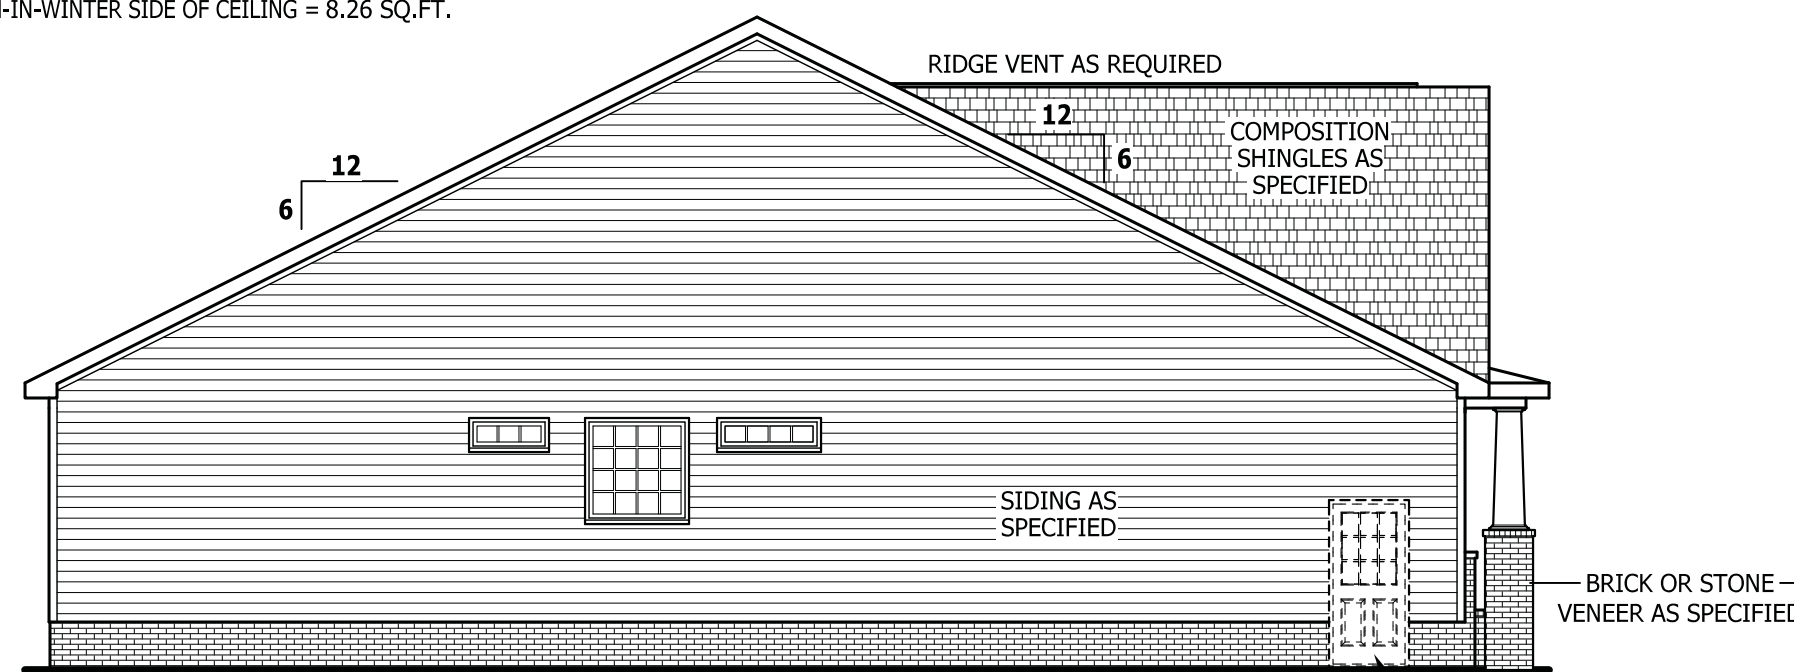 -IN-WINTER SIDE OF CEILING = 8.26 SQ.FT.
RIDGE VENT AS REQUIRED
12
6
COMPOSITION
SHINGLES AS
SPECIFIED
12
6
SIDING AS
SPECIFIED
BRICK OR STONE
VENEER AS SPECIFIED